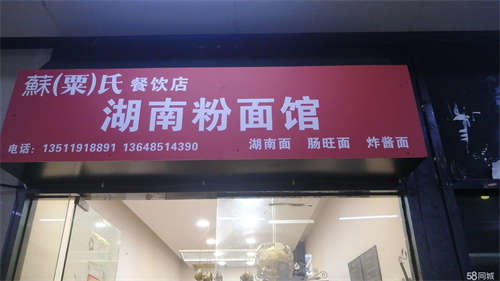 蘇(粟)氏 餐饮店
湖南粉面馆
电话：13511918891 13648514390 湖南面 肠旺面 炸酱面
58同城